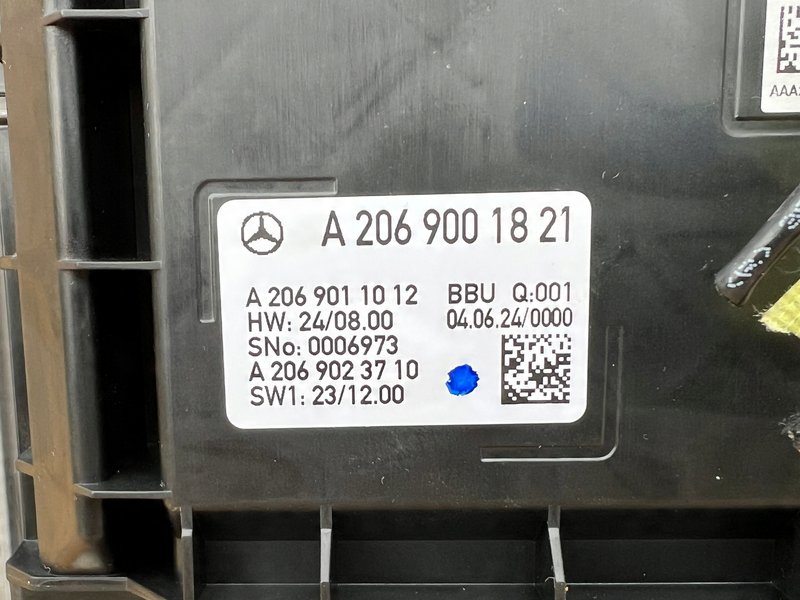 A 206 900 18 21
A 206 901 10 12 BBU Q:001
HW: 24/08.00 04.06.24/0000
SNo: 0006973
A 206 902 37 10
SW1: 23/12.00